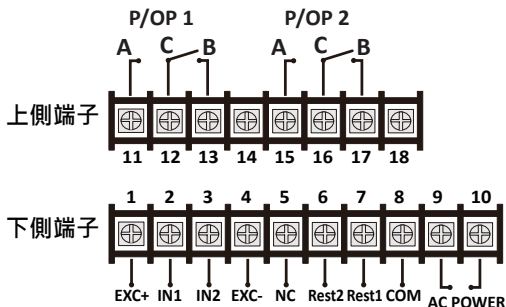 P/OP 1 P/OP 2
A C B A C B
上側端子
11 12 13 14 15 16 17 18
1 2 3 4 5 6 7 8 9 10
下側端子
EXC+ IN1 IN2 EXC- NC Rest2 Rest1 COM AC POWER